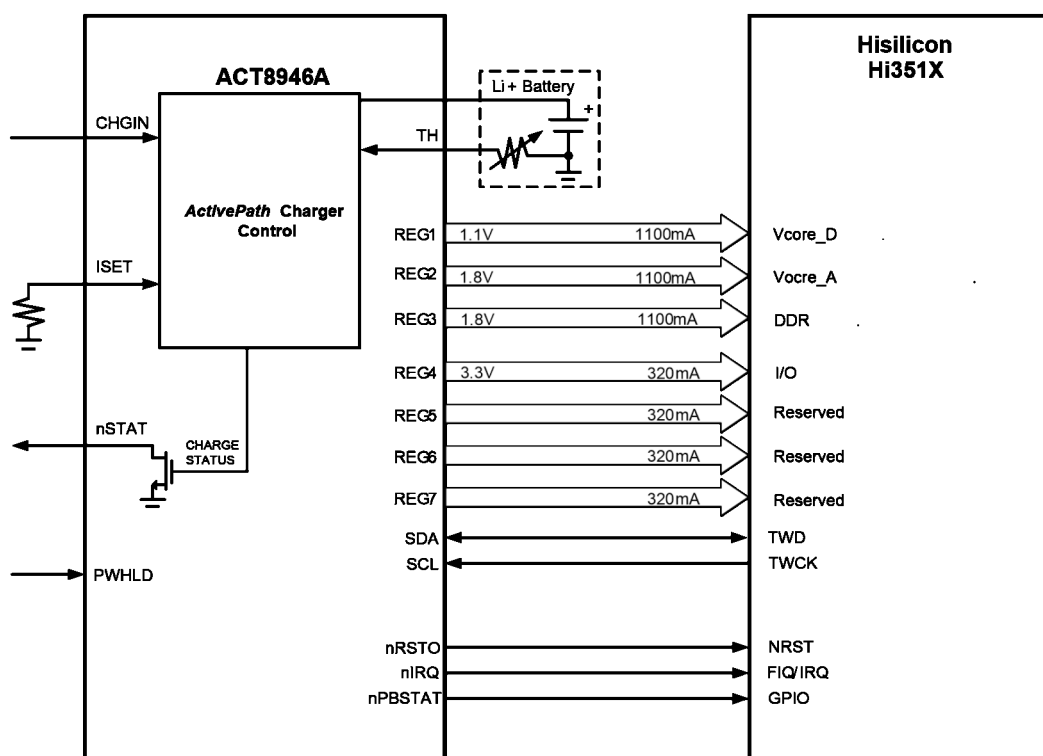 Hisilicon
Hi351X
ACT8946A
Li+ Battery
+
CHGIN
TH
ActivePath Charger
Control
REG1 1.1V 1100mA Vcore_D
ISET
REG2 1.8V 1100mA Vocre_A
REG3 1.8V 1100mA DDR
REG4 3.3V 320mA I/O
REG5 320mA Reserved
nSTAT
CHARGE
STATUS
REG6 320mA Reserved
REG7 320mA Reserved
SDA TWD
SCL TWCK
PWHLD
nRSTO NRST
nIRQ FIQ/IRQ
nPBSTAT GPIO